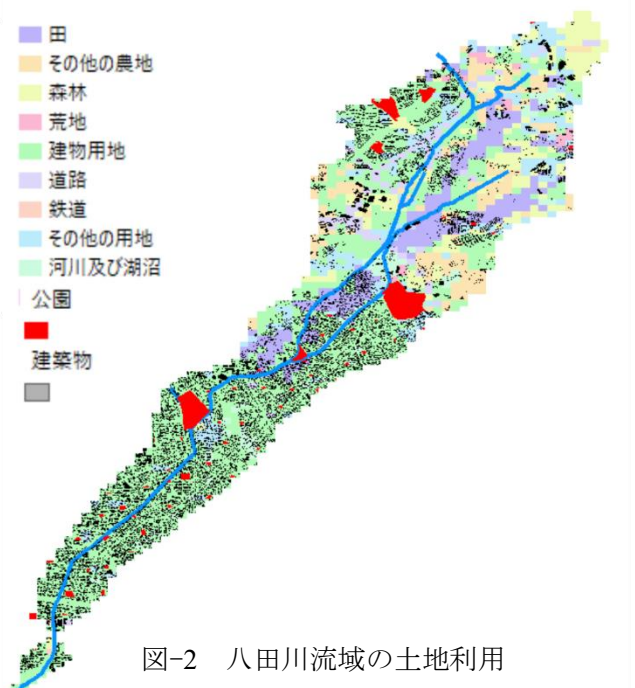 田
その他の農地
森林
荒地
建物用地
道路
鉄道
その他の用地
河川及び湖沼
公園
建築物
図-2 八田川流域の土地利用